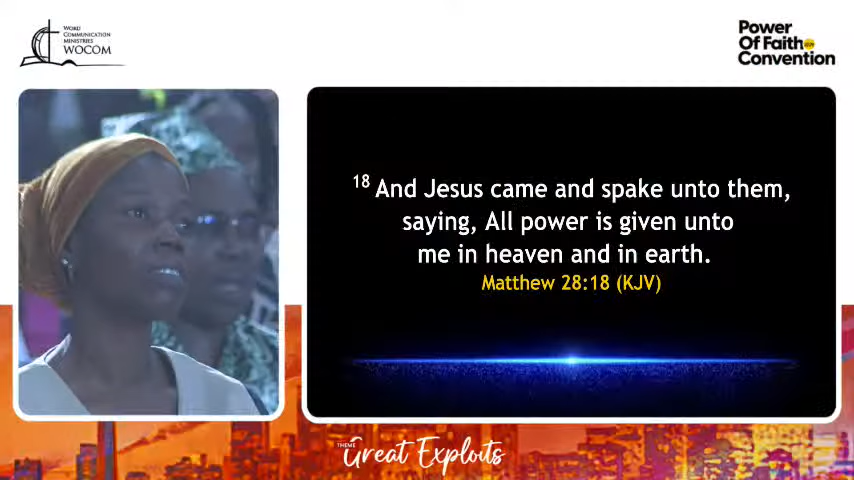 WORD
COMMUNICATION
MINISTRIES
WOCOM
Power
Of Faith
Convention
18 And Jesus came and spake unto them,
saying, All power is given unto
me in heaven and in earth.
Matthew 28:18 (KJV)
THEME
Great Exploits